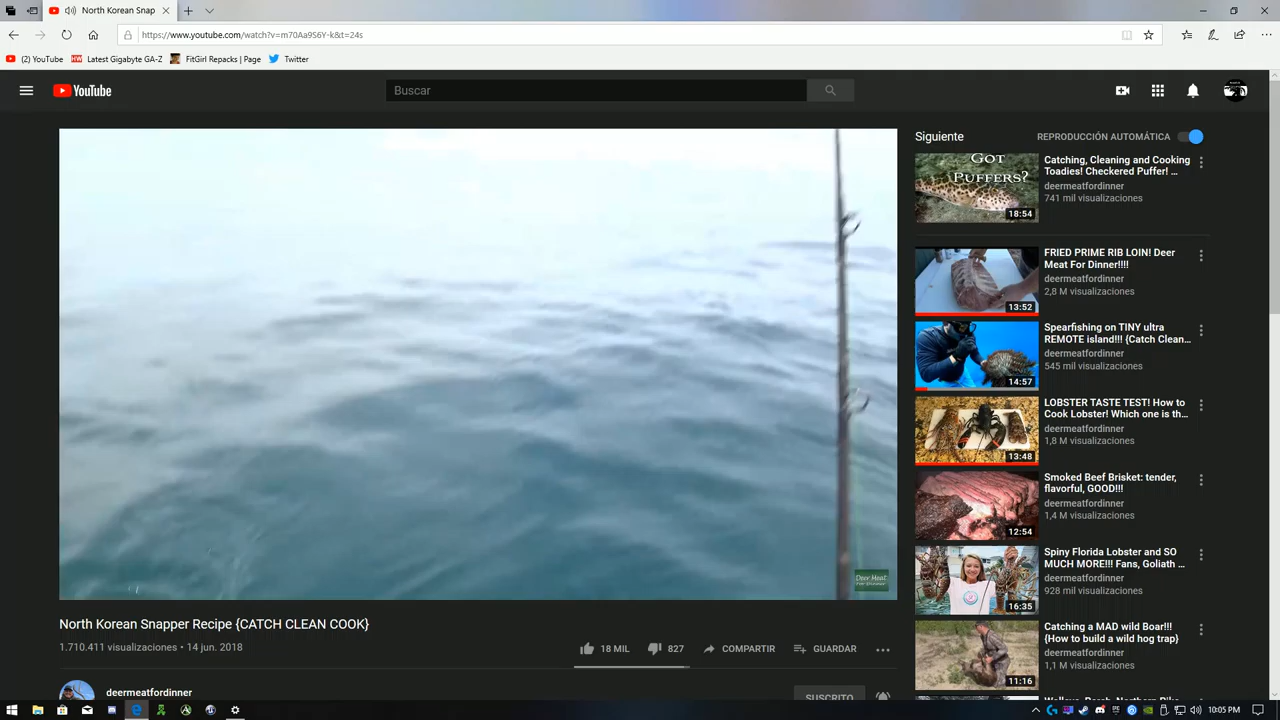 North Korean Snap
https://www.youtube.com/watch?v=m70Aa9S6Y-k&t=24s
(2) YouTube
Latest Gigabyte GA-Z
FitGirl Repacks | Page
Twitter
YouTube
Buscar
Siguiente
REPRODUCCIÓN AUTOMÁTICA
GOT
PUFFERS?
18:54
Catching, Cleaning and Cooking
Toadies! Checkered Puffer! ...
deermeatfordinner
741 mil visualizaciones
13:52
FRIED PRIME RIB LOIN! Deer
Meat For Dinner!!!!
deermeatfordinner
2,8 M visualizaciones
14:57
Spearfishing on TINY ultra
REMOTE island!!! {Catch Clean...
deermeatfordinner
545 mil visualizaciones
13:48
LOBSTER TASTE TEST! How to
Cook Lobster! Which one is th...
deermeatfordinner
1,8 M visualizaciones
12:54
Smoked Beef Brisket: tender,
flavorful, GOOD!!!
deermeatfordinner
1,4 M visualizaciones
16:35
Spiny Florida Lobster and SO
MUCH MORE!!! Fans, Goliath ...
deermeatfordinner
928 mil visualizaciones
11:16
Catching a MAD wild Boar!!!
{How to build a wild hog trap}
deermeatfordinner
1,1 M visualizaciones
Deer Meat
For Dinner
North Korean Snapper Recipe {CATCH CLEAN COOK}
1.710.411 visualizaciones • 14 jun. 2018
18 MIL
827
COMPARTIR
GUARDAR
deermeatfordinner
SUSCRITO
10:05 PM